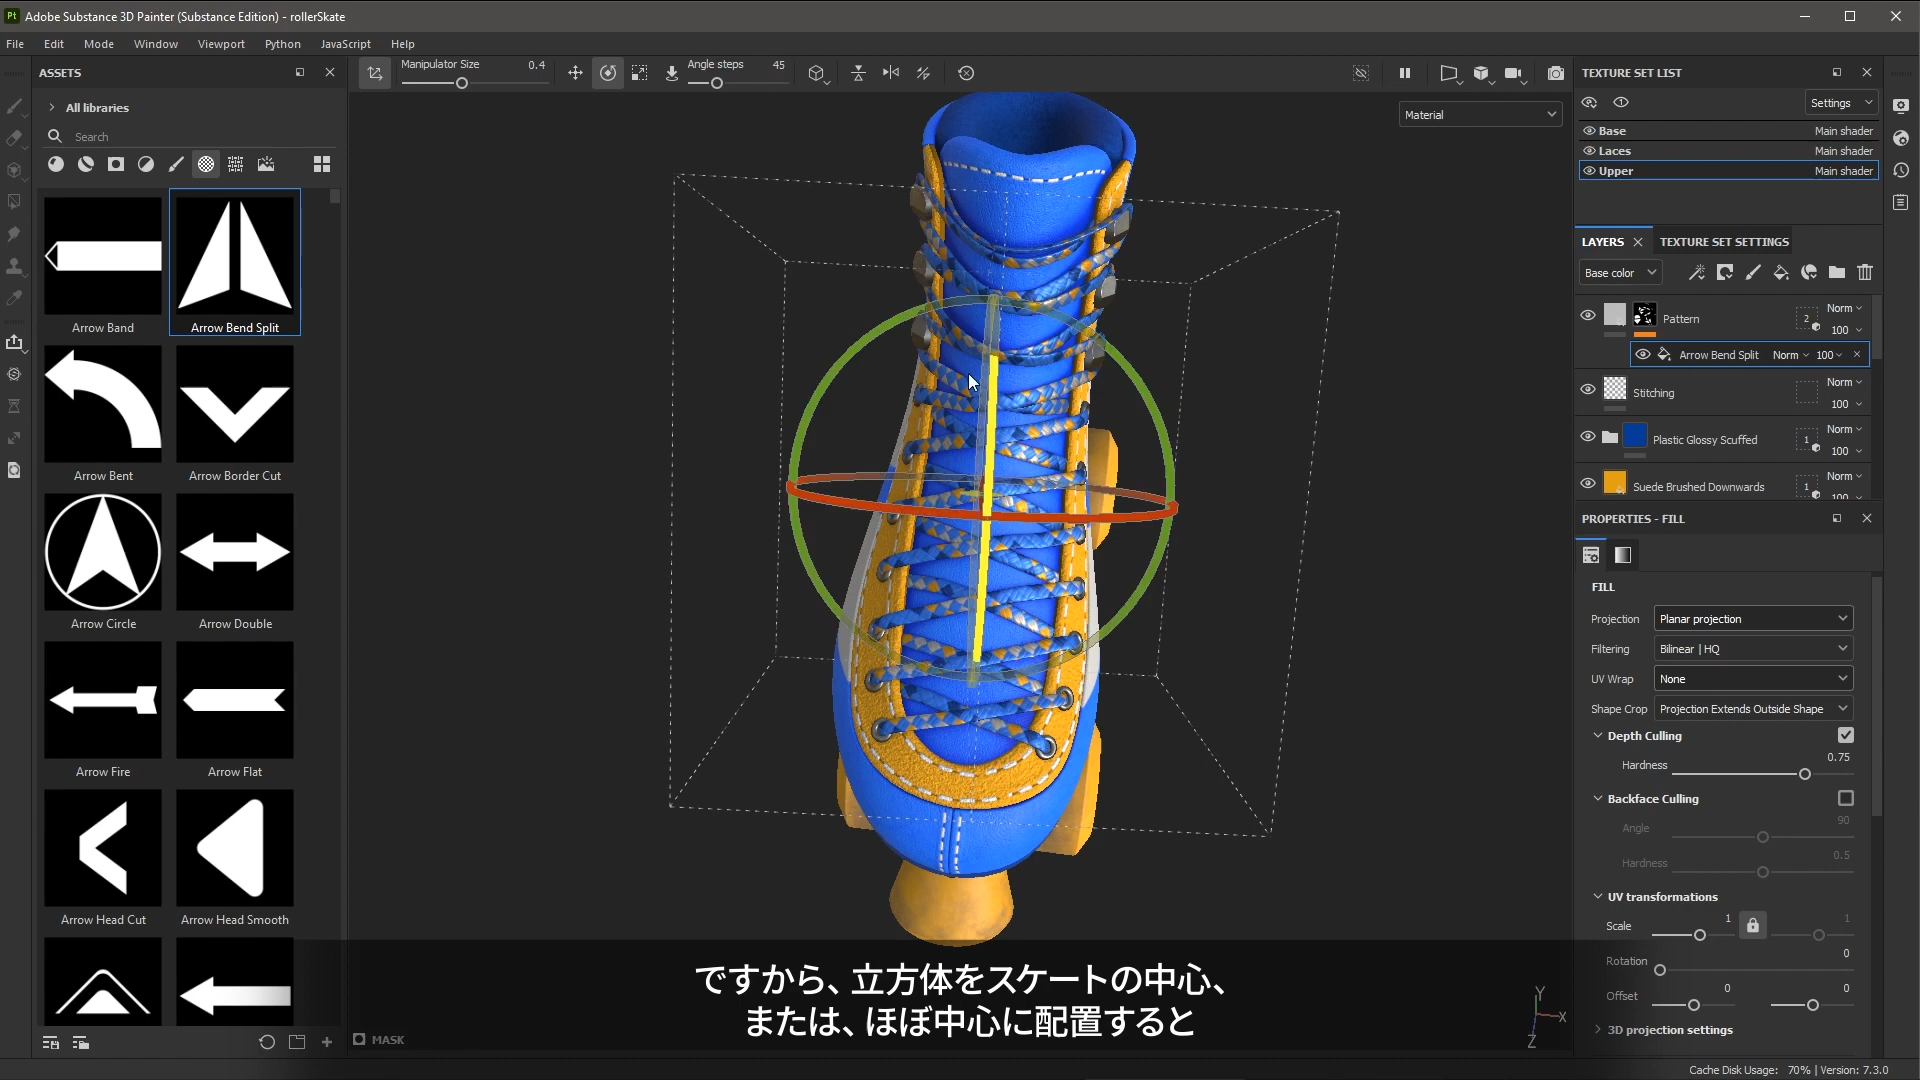 Pt Adobe Substance 3D Painter (Substance Edition) - rollerSkate
File Edit Mode Window Viewport Python JavaScript Help
ASSETS
Manipulator Size 0.4
Angle steps 45
All libraries
Search
Arrow Band
Arrow Bend Split
Arrow Bent
Arrow Border Cut
Arrow Circle
Arrow Double
Arrow Fire
Arrow Flat
Arrow Head Cut
Arrow Head Smooth
Material
MASK
Y
X
Z
ですから、立方体をスケートの中心、
または、ほぼ中心に配置すると
TEXTURE SET LIST
Settings
Base Main shader
Laces Main shader
Upper Main shader
LAYERS TEXTURE SET SETTINGS
Base color
Pattern 2 Norm 100
Arrow Bend Split Norm 100
Stitching Norm 100
Plastic Glossy Scuffed 1 Norm 100
Suede Brushed Downwards 1 Norm 100
PROPERTIES - FILL
FILL
Projection Planar projection
Filtering Bilinear | HQ
UV Wrap None
Shape Crop Projection Extends Outside Shape
Depth Culling
Hardness 0.75
Backface Culling
Angle 90
Hardness 0.5
UV transformations
Scale 1 1
Rotation 0
Offset 0 0
3D projection settings
Cache Disk Usage: 70% | Version: 7.3.0